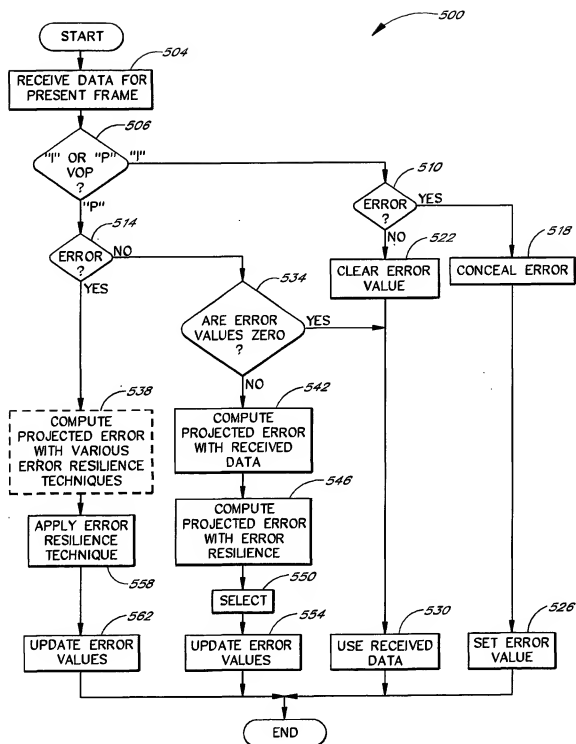 500
START
504
RECEIVE DATA FOR
PRESENT FRAME
506
"I" OR "P"
VOP
?
"I"
"P"
510
ERROR
?
YES
NO
514
ERROR
?
NO
YES
522
CLEAR ERROR
VALUE
518
CONCEAL ERROR
534
ARE ERROR
VALUES ZERO
?
YES
NO
538
COMPUTE
PROJECTED ERROR
WITH VARIOUS
ERROR RESILIENCE
TECHNIQUES
542
COMPUTE
PROJECTED ERROR
WITH RECEIVED
DATA
546
COMPUTE
PROJECTED ERROR
WITH ERROR
RESILIENCE
APPLY ERROR
RESILIENCE
TECHNIQUE
558
550
SELECT
562
UPDATE ERROR
VALUES
554
UPDATE ERROR
VALUES
530
USE RECEIVED
DATA
526
SET ERROR
VALUE
END